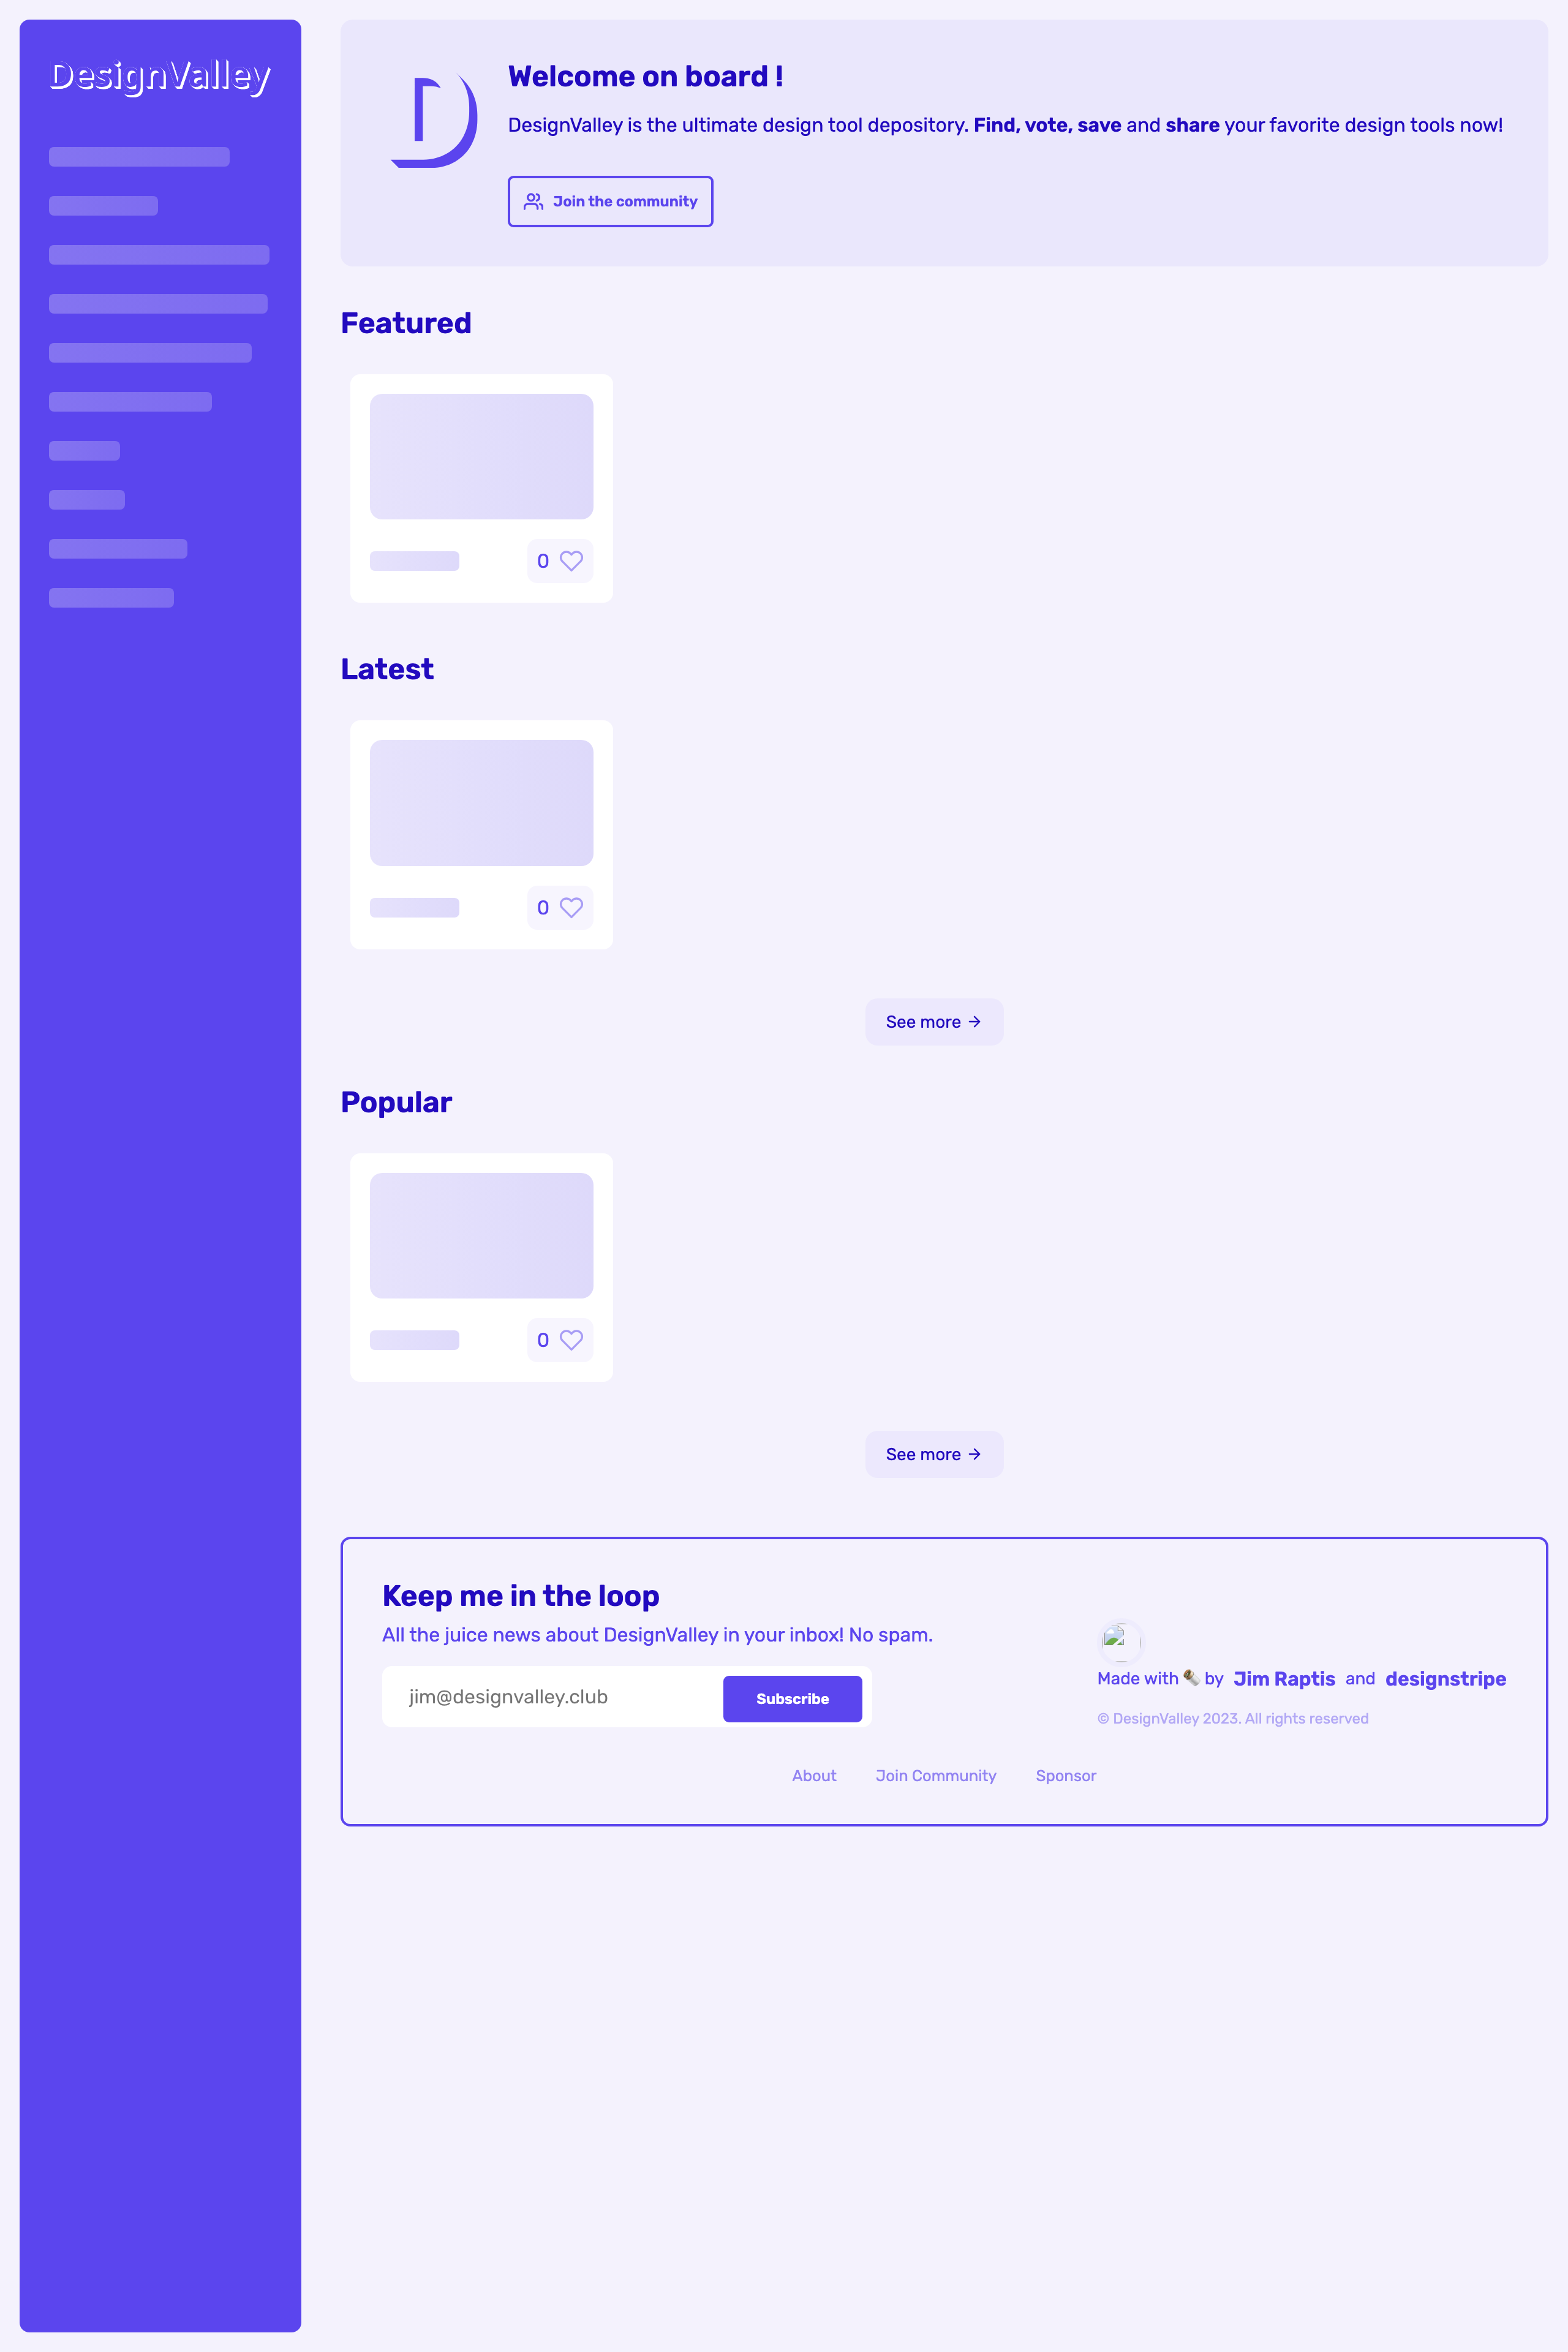 DesignValley
Welcome on board !
DesignValley is the ultimate design tool depository. Find, vote, save and share your favorite design tools now!
Join the community
Featured
0
Latest
0
See more →
Popular
0
See more →
Keep me in the loop
All the juice news about DesignValley in your inbox! No spam.
jim@designvalley.club
Subscribe
Made with 🌯 by Jim Raptis and designstripe
© DesignValley 2023. All rights reserved
About Join Community Sponsor